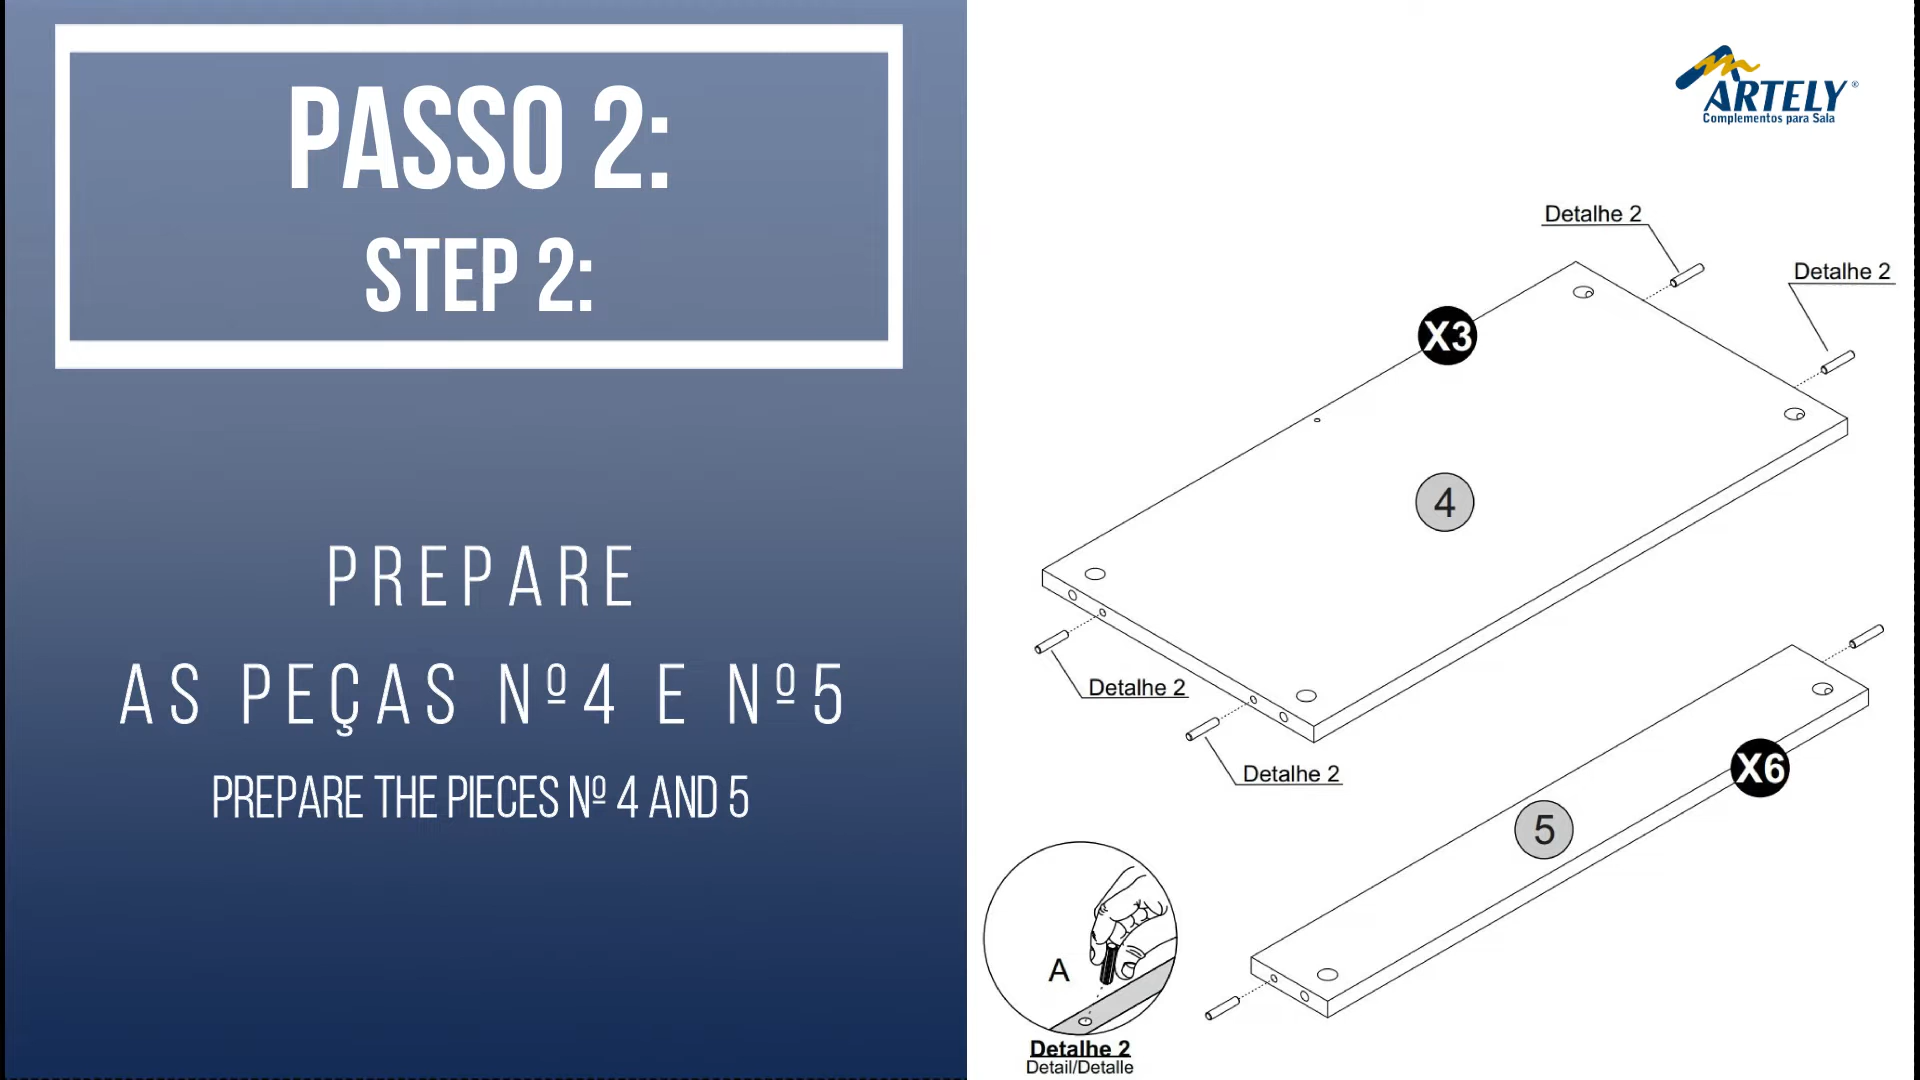 PASSO 2:
STEP 2:
PREPARE
AS PEÇAS Nº4 E Nº5
PREPARE THE PIECES Nº 4 AND 5
ARTELY®
Complementos para Sala
Detalhe 2
Detalhe 2
X3
4
Detalhe 2
Detalhe 2
X6
5
A
Detalhe 2
Detail/Detalle